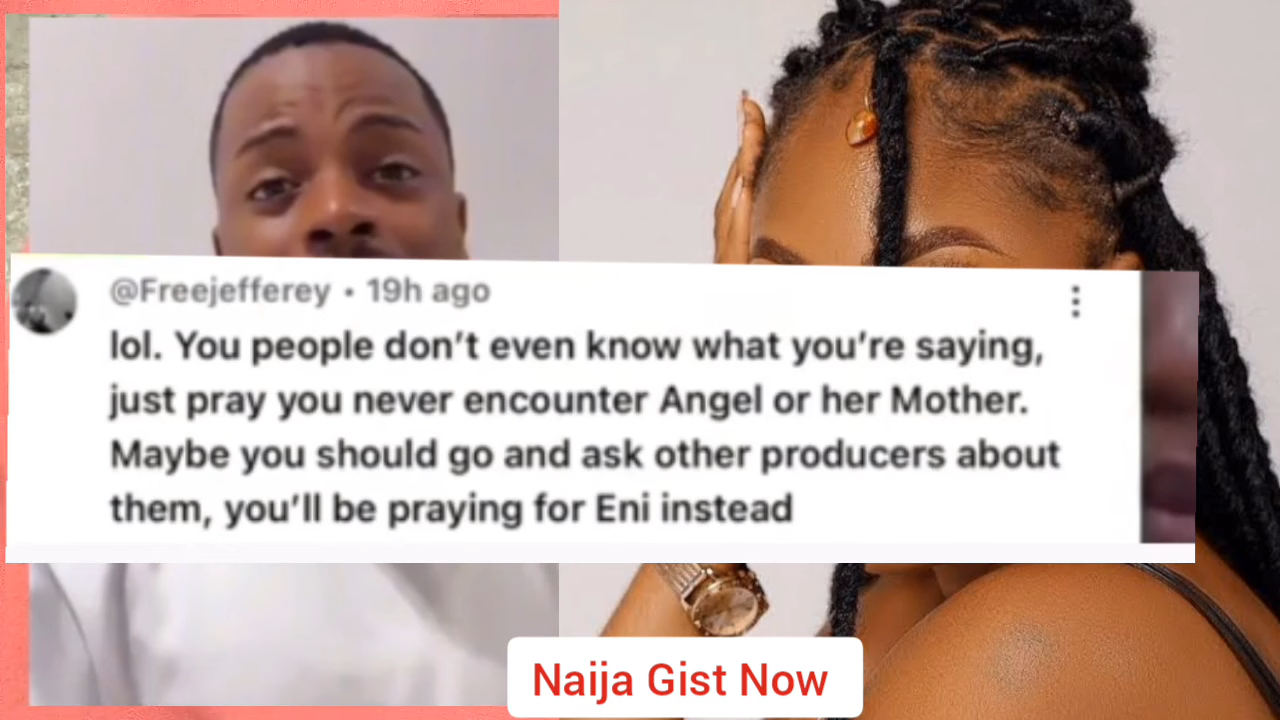 @Freejefferey • 19h ago
lol. You people don't even know what you're saying,
just pray you never encounter Angel or her Mother.
Maybe you should go and ask other producers about
them, you'll be praying for Eni instead
Naija Gist Now